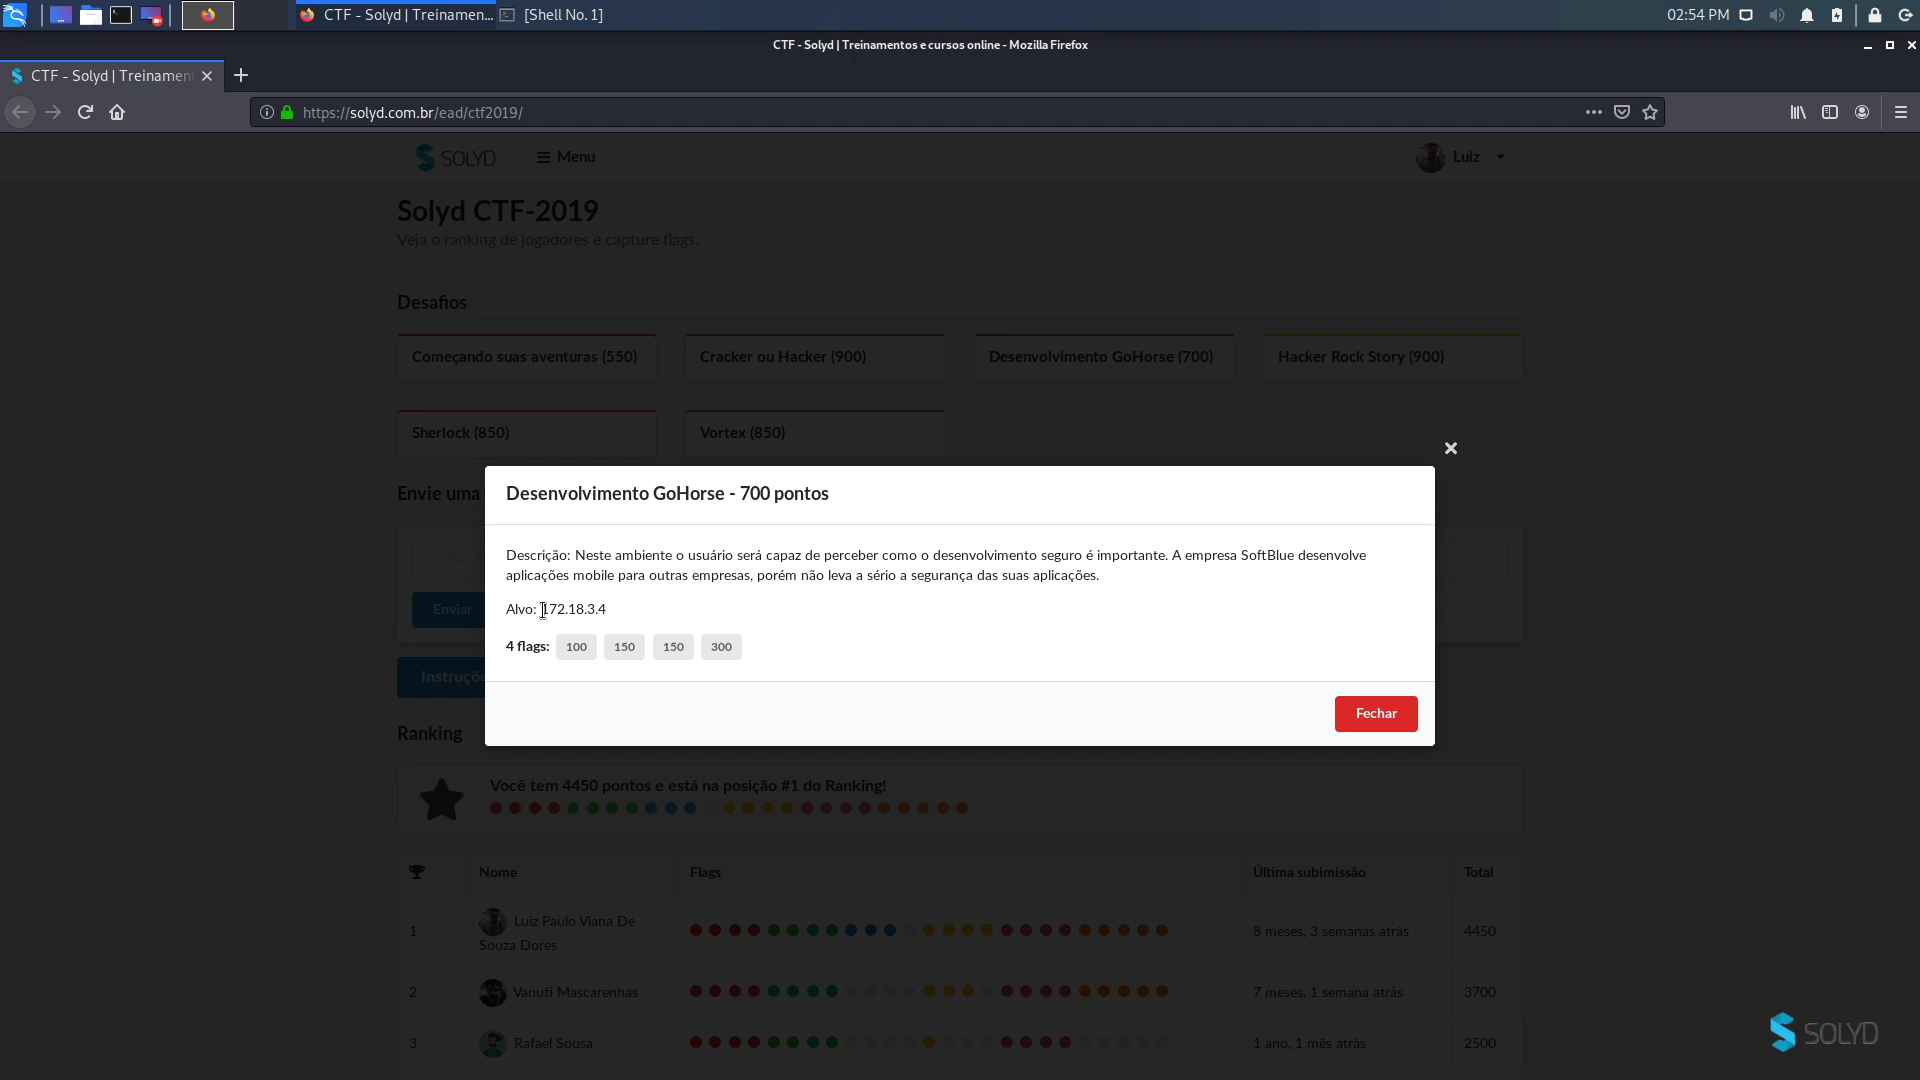 CTF - Solyd | Treinamen...
[Shell No. 1]
02:54 PM
CTF - Solyd | Treinamentos e cursos online - Mozilla Firefox
CTF - Solyd | Treinamen
https://solyd.com.br/ead/ctf2019/
SOLYD
Menu
Luiz
Solyd CTF-2019
Veja o ranking de jogadores e capture flags.
Desafios
Começando suas aventuras (550)
Cracker ou Hacker (900)
Desenvolvimento GoHorse (700)
Hacker Rock Story (900)
Sherlock (850)
Vortex (850)
Envie uma
Desenvolvimento GoHorse - 700 pontos
Descrição: Neste ambiente o usuário será capaz de perceber como o desenvolvimento seguro é importante. A empresa SoftBlue desenvolve
aplicações mobile para outras empresas, porém não leva a sério a segurança das suas aplicações.
Enviar
Alvo: 172.18.3.4
4 flags: 100 150 150 300
Instruçõ
Fechar
Ranking
Você tem 4450 pontos e está na posição #1 do Ranking!
Nome
Flags
Última subimissão
Total
1
Luiz Paulo Viana De
Souza Dores
8 meses, 3 semanas atrás
4450
2
Vanuti Mascarenhas
7 meses, 1 semana atrás
3700
3
Rafael Sousa
1 ano, 1 mês atrás
2500
SOLYD